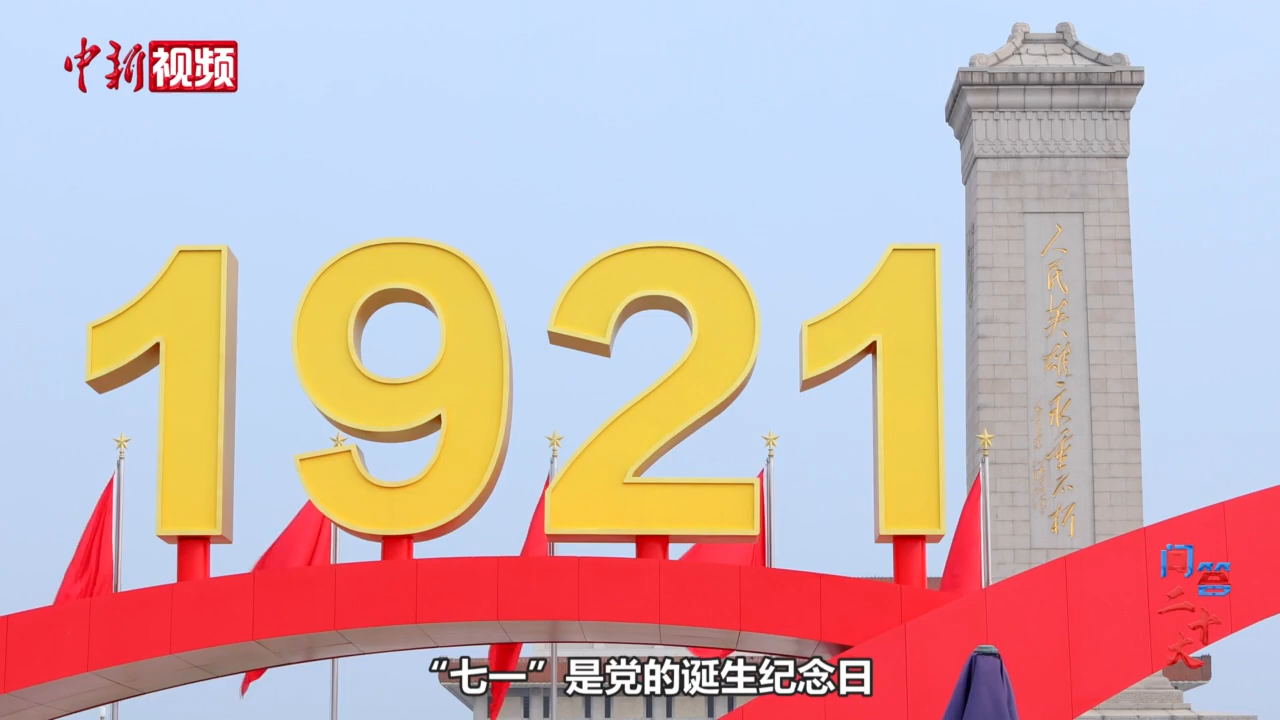 中新视频
1921
人民英雄永垂不朽
问答
二十大
“七一”是党的诞生纪念日